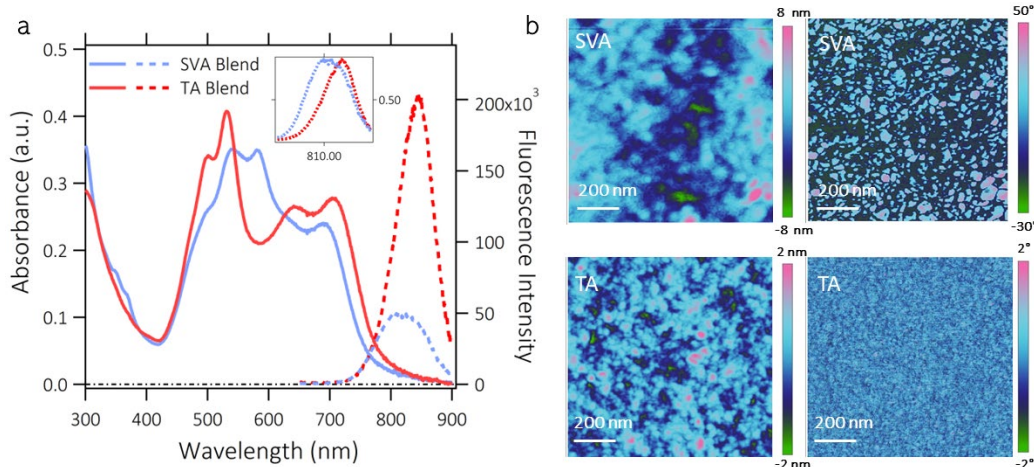 a
0.5
0.4
0.3
0.2
0.1
0.0
Absorbance (a.u.)
SVA Blend
TA Blend
0.50
810.00
200x10³
150
100
50
0
Fluorescence Intensity
300
400
500
600
700
800
900
Wavelength (nm)
b
SVA
200 nm
8 nm
-8 nm
SVA
200 nm
50°
-30°
TA
200 nm
2 nm
-2 nm
TA
200 nm
2°
-2°